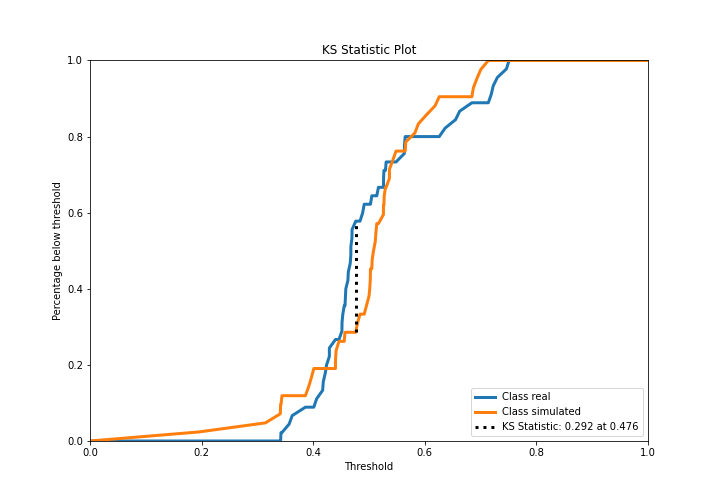 KS Statistic Plot
Percentage below threshold
1.0
0.8
0.6
0.4
0.2
0.0
0.0 0.2 0.4 0.6 0.8 1.0
Threshold
Class real
Class simulated
KS Statistic: 0.292 at 0.476